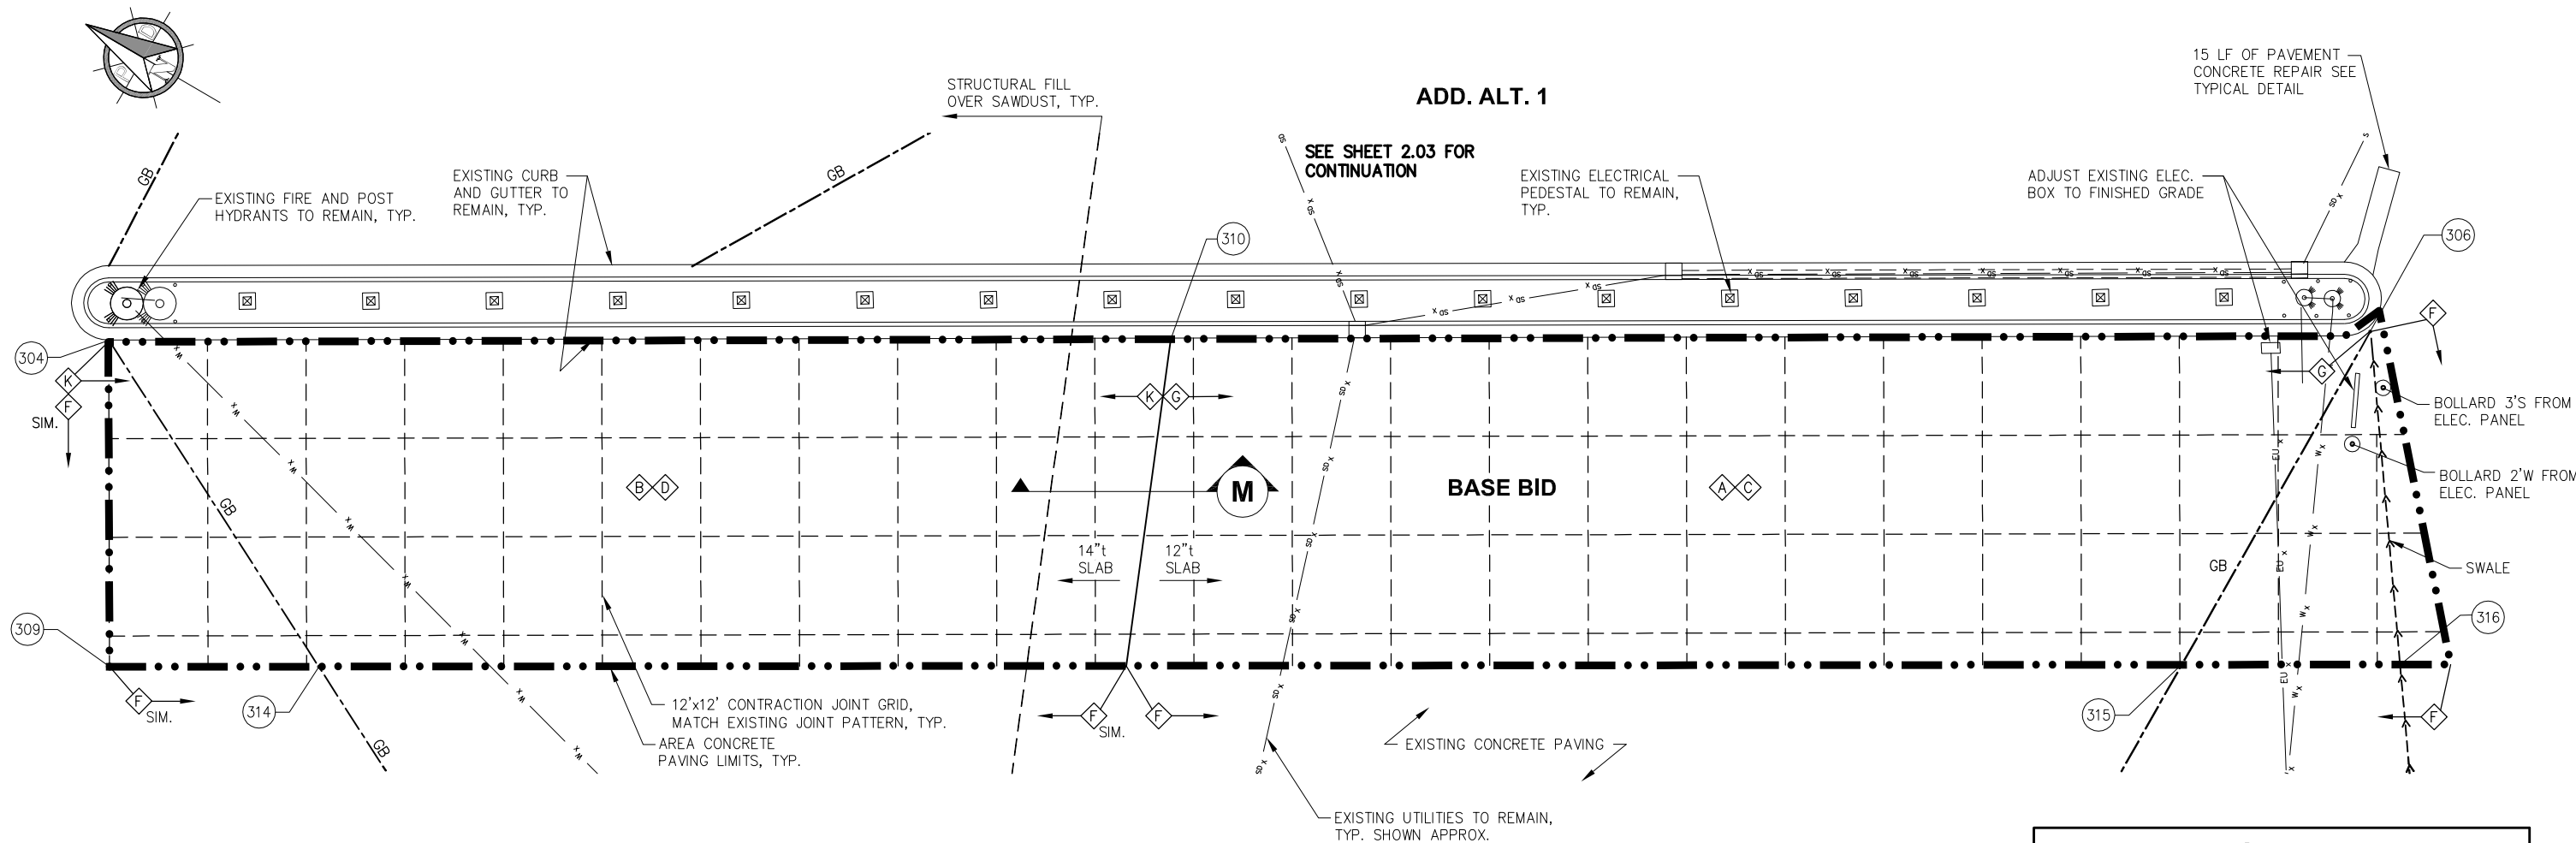 STRUCTURAL FILL
OVER SAWDUST, TYP.
ADD. ALT. 1
15 LF OF PAVEMENT
CONCRETE REPAIR SEE
TYPICAL DETAIL
SEE SHEET 2.03 FOR
CONTINUATION
GB
GB
EXISTING FIRE AND POST
HYDRANTS TO REMAIN, TYP.
EXISTING CURB
AND GUTTER TO
REMAIN, TYP.
EXISTING ELECTRICAL
PEDESTAL TO REMAIN,
TYP.
ADJUST EXISTING ELEC.
BOX TO FINISHED GRADE
310
306
304
F
K
F
SIM.
K
G
G
BOLLARD 3'S FROM
ELEC. PANEL
B
D
M
BASE BID
A
C
BOLLARD 2'W FROM
ELEC. PANEL
GB
14"t
SLAB
12"t
SLAB
GB
SWALE
309
316
F
SIM.
314
12'x12' CONTRACTION JOINT GRID,
MATCH EXISTING JOINT PATTERN, TYP.
F
SIM.
F
315
F
GB
AREA CONCRETE
PAVING LIMITS, TYP.
EXISTING CONCRETE PAVING
EXISTING UTILITIES TO REMAIN,
TYP. SHOWN APPROX.